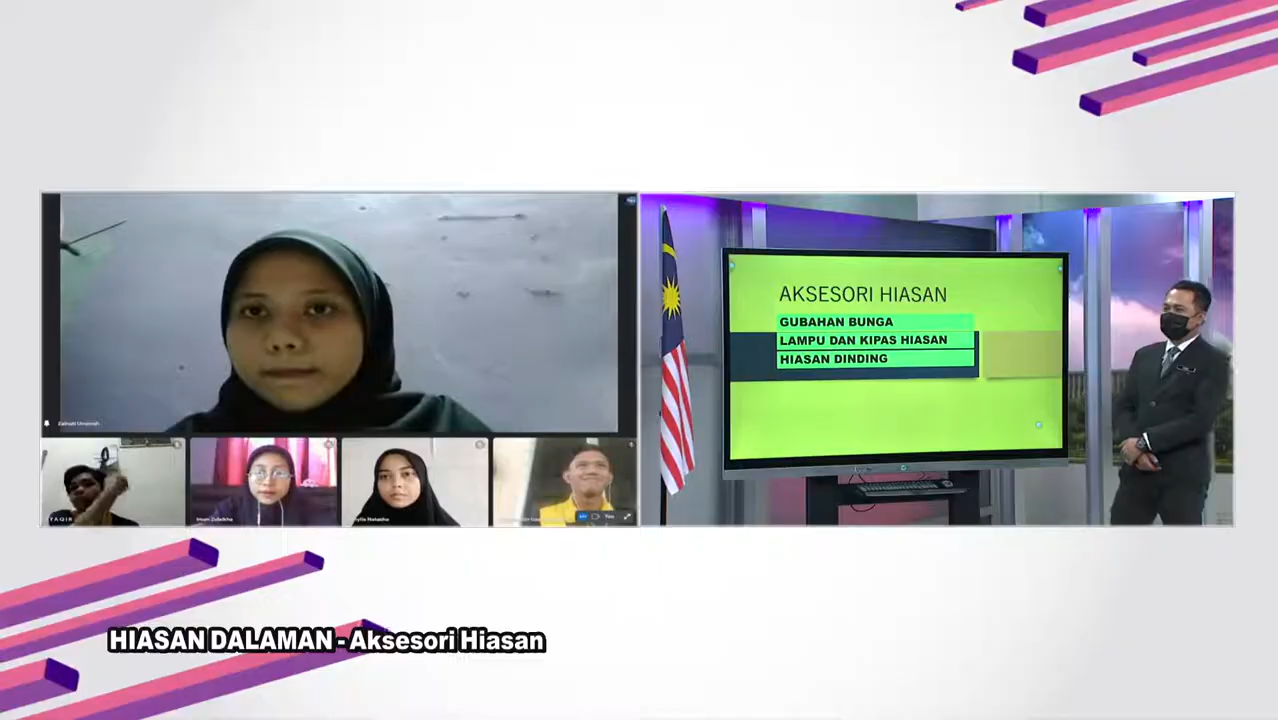 AKSESORI HIASAN
GUBAHAN BUNGA
LAMPU DAN KIPAS HIASAN
HIASAN DINDING
HIASAN DALAMAN - Aksesori Hiasan